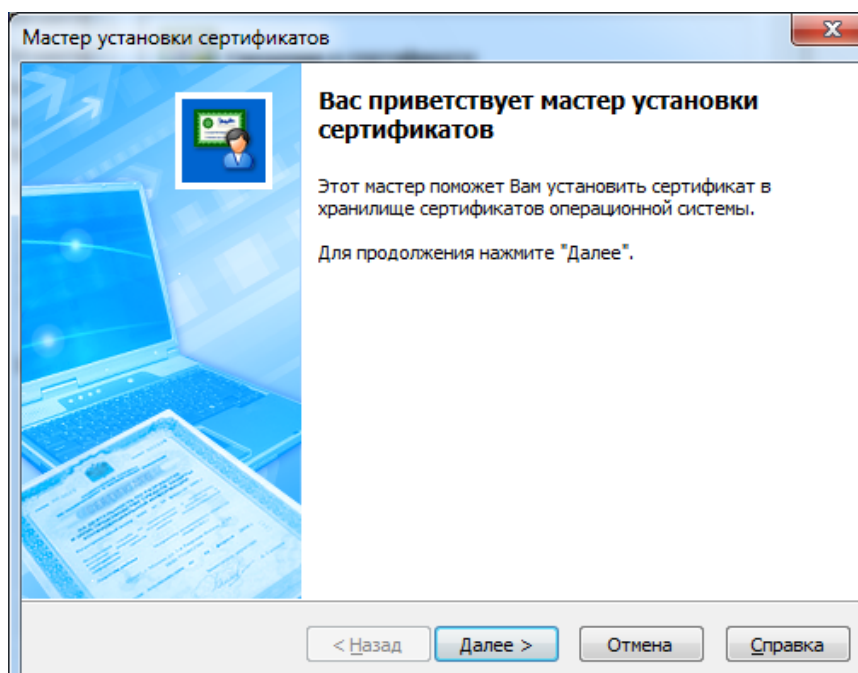 Мастер установки сертификатов
Вас приветствует мастер установки
сертификатов
Этот мастер поможет Вам установить сертификат в
хранилище сертификатов операционной системы.
Для продолжения нажмите "Далее".
< Назад
Далее >
Отмена
Справка